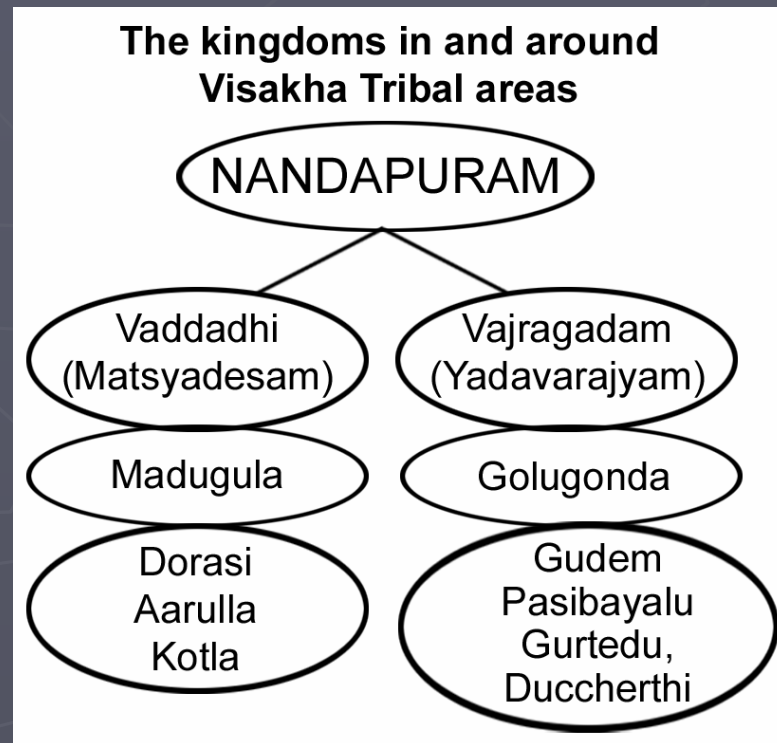 The kingdoms in and around
Visakha Tribal areas
NANDAPURAM
Vaddadhi
(Matsyadesam)
Vajragadam
(Yadavarajyam)
Madugula
Golugonda
Dorasi
Aarulla
Kotla
Gudem
Pasibayalu
Gurtedu,
Duccherthi